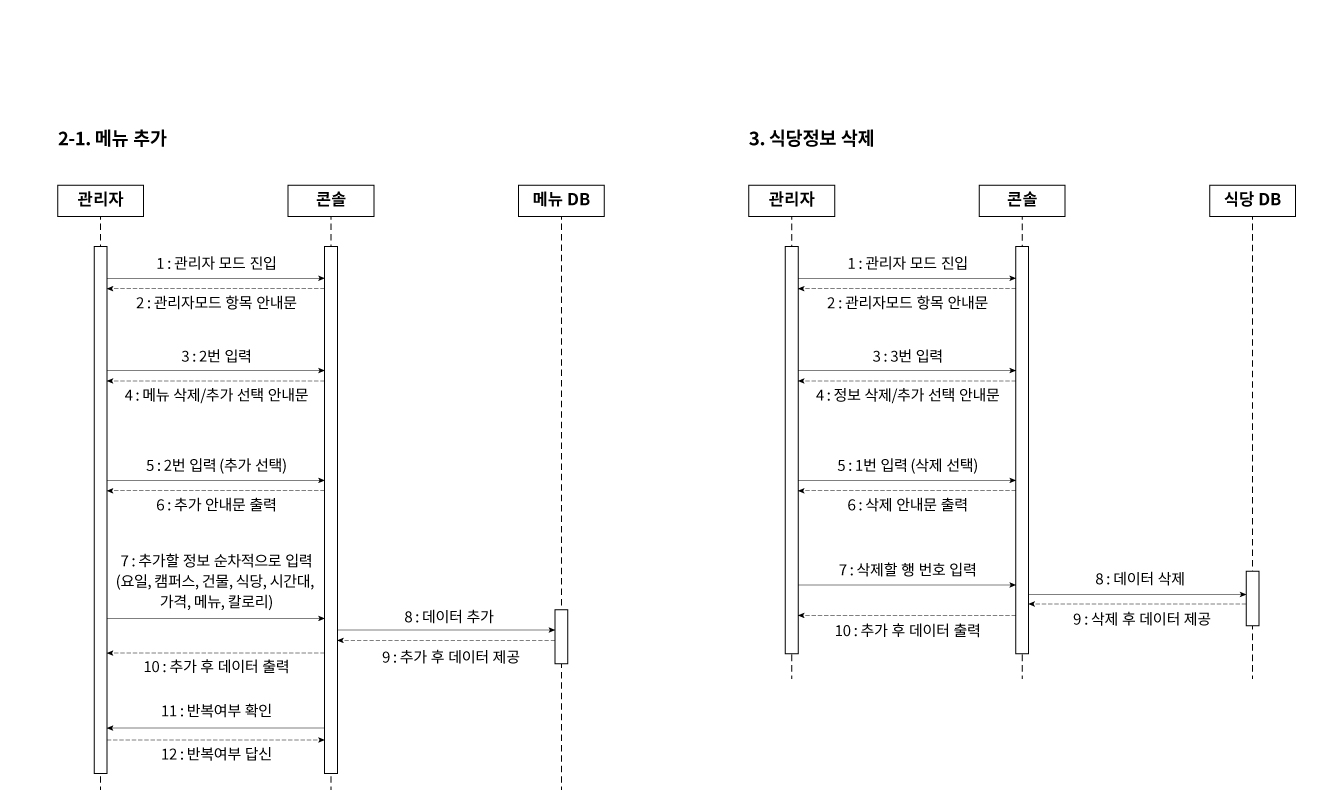 2-1. 메뉴 추가
관리자
콘솔
메뉴 DB
1 : 관리자 모드 진입
2 : 관리자모드 항목 안내문
3 : 2번 입력
4 : 메뉴 삭제/추가 선택 안내문
5 : 2번 입력 (추가 선택)
6 : 추가 안내문 출력
7 : 추가할 정보 순차적으로 입력
(요일, 캠퍼스, 건물, 식당, 시간대,
가격, 메뉴, 칼로리)
8 : 데이터 추가
9 : 추가 후 데이터 제공
10 : 추가 후 데이터 출력
11 : 반복여부 확인
12 : 반복여부 답신
3. 식당정보 삭제
관리자
콘솔
식당 DB
1 : 관리자 모드 진입
2 : 관리자모드 항목 안내문
3 : 3번 입력
4 : 정보 삭제/추가 선택 안내문
5 : 1번 입력 (삭제 선택)
6 : 삭제 안내문 출력
7 : 삭제할 행 번호 입력
8 : 데이터 삭제
9 : 삭제 후 데이터 제공
10 : 추가 후 데이터 출력